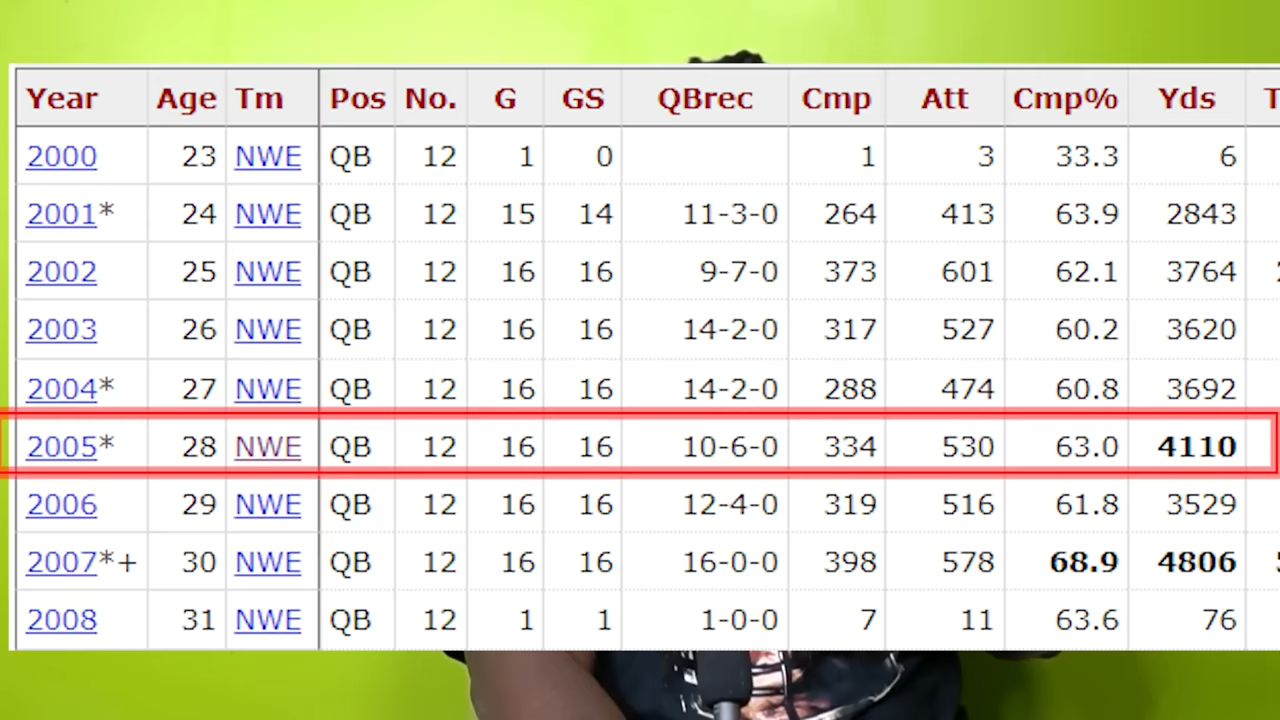 Year Age Tm Pos No. G GS QBrec Cmp Att Cmp% Yds T
2000 23 NWE QB 12 1 0 1 3 33.3 6
2001* 24 NWE QB 12 15 14 11-3-0 264 413 63.9 2843
2002 25 NWE QB 12 16 16 9-7-0 373 601 62.1 3764
2003 26 NWE QB 12 16 16 14-2-0 317 527 60.2 3620
2004* 27 NWE QB 12 16 16 14-2-0 288 474 60.8 3692
2005* 28 NWE QB 12 16 16 10-6-0 334 530 63.0 4110
2006 29 NWE QB 12 16 16 12-4-0 319 516 61.8 3529
2007*+ 30 NWE QB 12 16 16 16-0-0 398 578 68.9 4806
2008 31 NWE QB 12 1 1 1-0-0 7 11 63.6 76